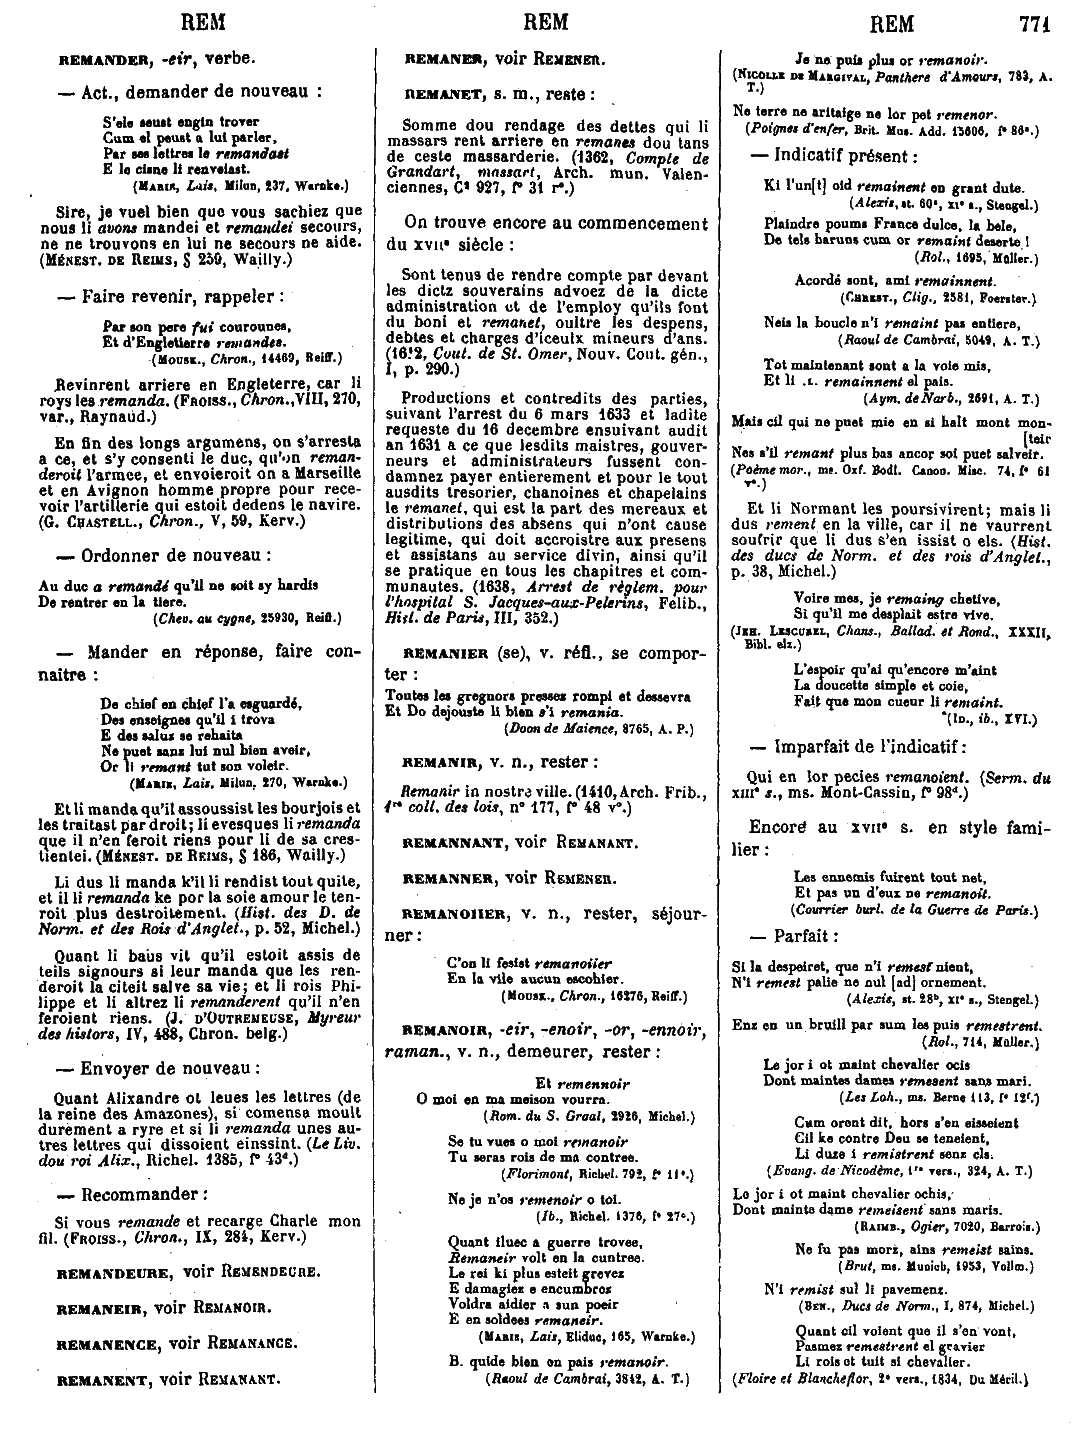 REM
REM
REM 771
REMANDER, -eir, verbe.
— Act., demander de nouveau :
S'ele seust engin trover
Cum el peust a lui parler,
Par ses lettres le remandast
E le cisne li renveiast.
(MARIE, Lais, Milun, 237, Warnke.)
Sire, je vuel bien que vous sachiez que
nous li avons mandei et remandei secours,
ne ne trouvons en lui ne secours ne aide.
(MÉNEST. DE REIMS, § 250, Wailly.)
— Faire revenir, rappeler :
Par son pere fui courounes,
Et d'Engletierre remandes.
(MOUSK., Chron., 14469, Reiff.)
Revinrent arriere en Engleterre, car li
roys les remanda. (FROISS., Chron., VIII, 270,
var., Raynaud.)
En fin des longs argumens, on s'arresta
a ce, et s'y consenti le duc, qu'on reman-
deroit l'armee, et envoieroit on a Marseille
et en Avignon homme propre pour rece-
voir l'artillerie qui estoit dedens le navire.
(G. CHASTELL., Chron., V, 59, Kerv.)
— Ordonner de nouveau :
Au duc a remandé qu'il ne soit sy hardis
De rentrer en la tiere.
(Chev. au cygne, 25930, Reiff.)
— Mander en réponse, faire con-
naître :
De chief en chief l'a esguardé,
Des enseignes qu'il i trova
E des salus se rehaita
Ne puet sans lui nul bien aveir,
Or li remant tut son voleir.
(MARIE, Lais, Milun, 270, Warnke.)
Et li manda qu'il assoussist les bourjois et
les traitast par droit; li evesques li remanda
que il n'en feroit riens pour li de sa cres-
tientei. (MÉNEST. DE REIMS, § 186, Wailly.)
Li dus li manda k'il li rendist tout quite,
et il li remanda ke por la soie amour le ten-
roit plus destroitement. (Hist. des D. de
Norm. et des Rois d'Anglet., p. 52, Michel.)
Quant li baüs vit qu'il estoit assis de
teils signours si leur manda que les ren-
deroit la citeit salve sa vie; et li rois Phi-
lippe et li altrez li remanderent qu'il n'en
feroient riens. (J. D'OUTREMEUSE, Myreur
des histors, IV, 488, Chron. belg.)
— Envoyer de nouveau :
Quant Alixandre ot leues les lettres (de
la reine des Amazones), si comensa moult
durement a ryre et si li remanda unes au-
tres lettres qui dissoient einssint. (Le Liv.
dou roi Alix., Richel. 1385, f° 43ᵈ.)
— Recommander :
Si vous remande et recarge Charle mon
fil. (FROISS., Chron., IX, 284, Kerv.)
REMANDEURE, voir REMENDEURE.
REMANEIR, voir REMANOIR.
REMANENCE, voir REMANANCE.
REMANENT, voir REMANANT.
REMANER, voir REMENER.
REMANET, s. m., reste :
Somme dou rendage des dettes qui li
massars rent arriere en remanes dou tans
de ceste massarderie. (1362, Compte de
Grandart, massart, Arch. mun. Valen-
ciennes, C² 927, f° 31 r°.)
On trouve encore au commencement
du XVIIᵉ siècle :
Sont tenus de rendre compte par devant
les dictz souverains advoez de la dicte
administration et de l'employ qu'ils font
du boni et remanet, oultre les despens,
debtes et charges d'iceulx mineurs d'ans.
(1612, Cout. de St. Omer, Nouv. Cout. gén.,
I, p. 290.)
Productions et contredits des parties,
suivant l'arrest du 6 mars 1633 et ladite
requeste du 16 decembre ensuivant audit
an 1631 a ce que lesdits maistres, gouver-
neurs et administrateurs fussent con-
damnez payer entierement et pour le tout
ausdits tresorier, chanoines et chapelains
le remanet, qui est la part des mereaux et
distributions des absens qui n'ont cause
legitime, qui doit accroistre aux presens
et assistans au service divin, ainsi qu'il
se pratique en tous les chapitres et com-
munautes. (1638, Arrest de règlem. pour
l'hospital S. Jacques-aux-Pelerins, Felib.,
Hist. de Paris, III, 352.)
REMANIER (se), v. réfl., se compor-
ter :
Toutes les gregnors presses rompi et dessevra
Et Do dejouste li bien s'i remania.
(Doon de Maience, 8765, A. P.)
REMANIR, v. n., rester :
Remanir in nostre ville. (1410, Arch. Frib.,
1ʳᵉ coll. des lois, n° 177, f° 48 v°.)
REMANNANT, voir REMANANT.
REMANNER, voir REMENER.
REMANOIIER, v. n., rester, séjour-
ner :
C'on li fesist remanoiier
En la vile aucun escohier.
(MOUSK., Chron., 16276, Reiff.)
REMANOIR, -eir, -enoir, -or, -ennoir,
raman., v. n., demeurer, rester :
Et remennoir
O moi en ma meison vourra.
(Rom. du S. Graal, 2926, Michel.)
Se tu vues o moi remanoir
Tu seras rois de ma contree.
(Florimont, Richel. 792, f° 11ᵃ.)
Ne je n'os remenoir o toi.
(Ib., Richel. 1376, f° 27ᶜ.)
Quant iluec a guerre trovee,
Remaneir volt en la cuntree.
Le rei ki plus esteit grevez
E damagiez e encumbrez
Voldra aidier a sun poeir
E en soldees remaneir.
(MARIE, Lais, Eliduc, 165, Warnke.)
B. quide bien en pais remanoir.
(Raoul de Cambrai, 3842, A. T.)
Je ne puis plus or remanoir.
(NICOLLE DE MARGIVAL, Panthere d'Amours, 783, A.
T.)
Ne terre ne aritaige ne lor pot remenor.
(Poignes d'enfer, Brit. Mus. Add. 15606, f° 86ᵃ.)
— Indicatif présent :
Ki l'un[t] oid remainent en grant dute.
(Alexis, st. 60ᵃ, XIᵉ s., Stengel.)
Plaindre poums France dulce, la bele,
De tels baruns cum or remaint deserte !
(Rol., 1695, Müller.)
Acordé sont, ami remainnent.
(CHREST., Clig., 2581, Foerster.)
Neis la boucle n'i remaint pas entiere,
(Raoul de Cambrai, 5049, A. T.)
Tot maintenant sont a la voie mis,
Et li .L. remainnent el pais.
(Aym. de Narb., 2691, A. T.)
Mais cil qui ne puet mie en si halt mont mon-
[teir
Nes s'il remant plus bas ancor soi puet salveir.
(Poème mor., ms. Oxf. Bodl. Canon. Misc. 74, f° 61
v°.)
Et li Normant les poursivirent; mais li
dus rement en la ville, car il ne vaurrent
soufrir que li dus s'en issist o els. (Hist.
des ducs de Norm. et des rois d'Anglet.,
p. 38, Michel.)
Voire mes, je remaing chetive,
Si qu'il me desplait estre vive.
(JEH. LESCUREL, Chans., Ballad. et Rond., XXXII,
Bibl. elz.)
L'espoir qu'ai qu'encore m'aint
La doucette simple et coie,
Fait que mon cueur li remaint.
(ID., ib., XVI.)
— Imparfait de l'indicatif :
Qui en lor pecies remanoient. (Serm. du
XIIIᵉ s., ms. Mont-Cassin, f° 98ᵈ.)
Encore au XVIIᵉ s. en style fami-
lier :
Les ennemis fuirent tout net,
Et pas un d'eux ne remanoit.
(Courrier burl. de la Guerre de Paris.)
— Parfait :
Si la despeiret, que n'i remest nient,
N'i remest palie ne nul [ad] ornement.
(Alexis, st. 28ᵇ, XIᵉ s., Stengel.)
Enz en un bruill par sum les puis remestrent.
(Rol., 714, Müller.)
Le jor i ot maint chevalier ocis
Dont maintes dames remesent sans mari.
(Les Loh., ms. Berne 113, f° 12ᶠ.)
Cum orent dit, hors s'en eisseient
Cil ke contre Deu se teneient,
Li duze i remistrent senz els.
(Evang. de Nicodème, 1ʳᵉ vers., 324, A. T.)
Le jor i ot maint chevalier ochis,
Dont mainte dame remeisent sans maris.
(RAIMB., Ogier, 7020, Barrois.)
Ne fu pas morz, ains remeist sains.
(Brut, ms. Munich, 1953, Vollm.)
N'i remist sul li pavemenz.
(BEN., Ducs de Norm., I, 874, Michel.)
Quant cil voient que il s'en vont,
Pasmez remestrent el gravier
Li rois ot tuit si chevalier.
(Floire et Blancheflor, 2ᵉ vers., 1834, Du Méril.)